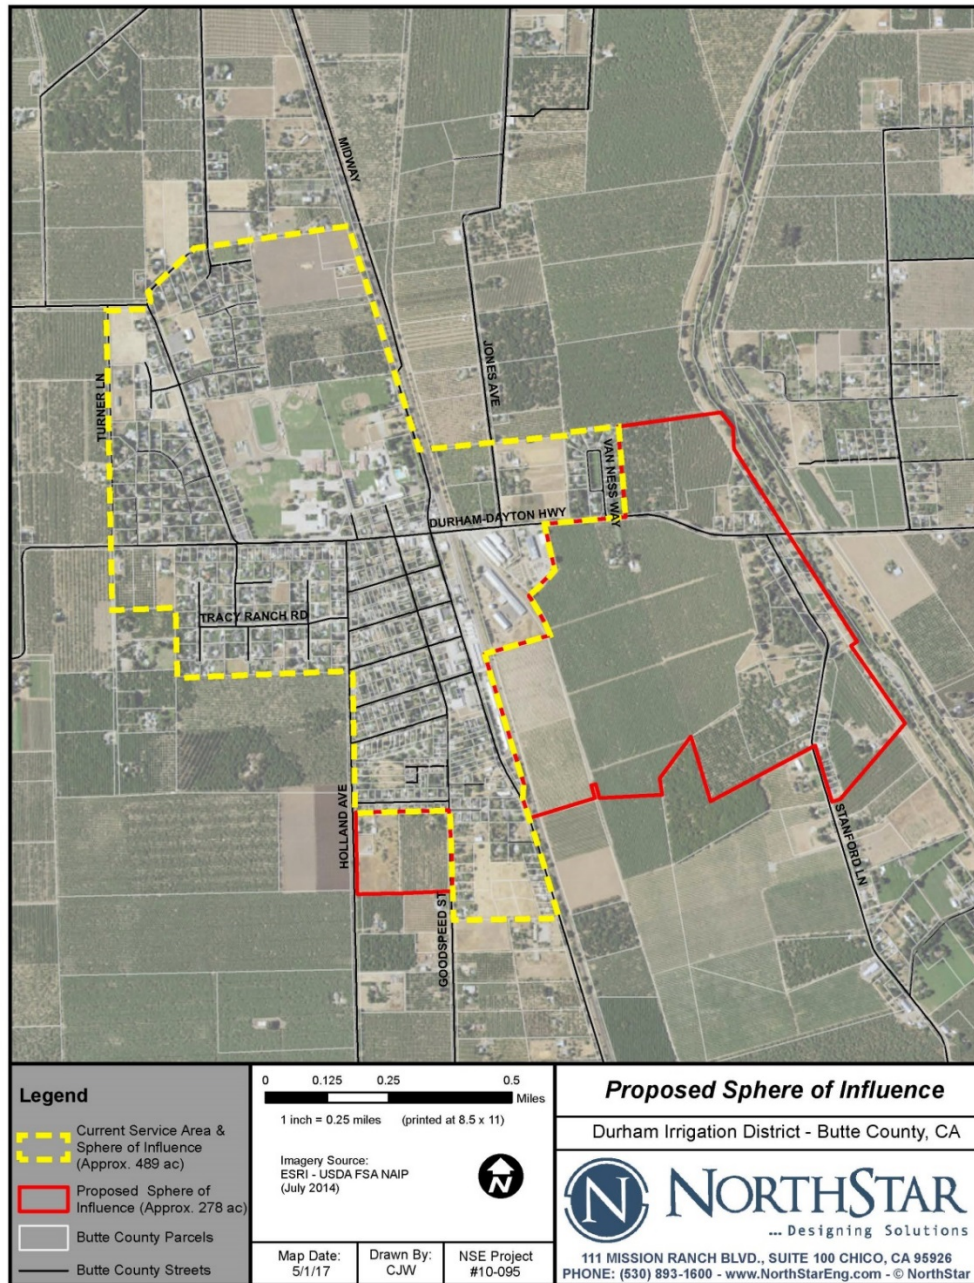 MIDWAY
JONES AVE
TURNER LN
VAN NESS WAY
DURHAM-DAYTON HWY
TRACY RANCH RD
HOLLAND AVE
GOODSPEED ST
STANFORD LN
Legend
Current Service Area &
Sphere of Influence
(Approx. 489 ac)
Proposed Sphere of
Influence (Approx. 278 ac)
Butte County Parcels
Butte County Streets
0 0.125 0.25 0.5
Miles
1 inch = 0.25 miles (printed at 8.5 x 11)
Imagery Source:
ESRI - USDA FSA NAIP
(July 2014)
N
Map Date:
5/1/17
Drawn By:
CJW
NSE Project
#10-095
Proposed Sphere of Influence
Durham Irrigation District - Butte County, CA
N
NORTHSTAR
... Designing Solutions
111 MISSION RANCH BLVD., SUITE 100 CHICO, CA 95926
PHONE: (530) 893-1600 - www.NorthStarEng.com - © NorthStar